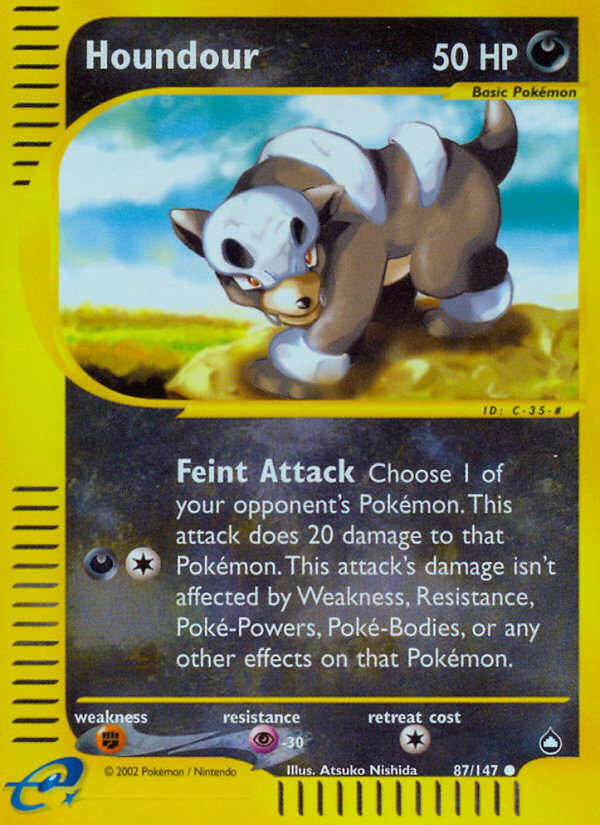 Houndour 50 HP
Basic Pokémon
ID: C-35-#
Feint Attack Choose 1 of
your opponent's Pokémon. This
attack does 20 damage to that
Pokémon. This attack's damage isn't
affected by Weakness, Resistance,
Poké-Powers, Poké-Bodies, or any
other effects on that Pokémon.
weakness resistance retreat cost
-30
© 2002 Pokémon / Nintendo Illus. Atsuko Nishida 87/147
e